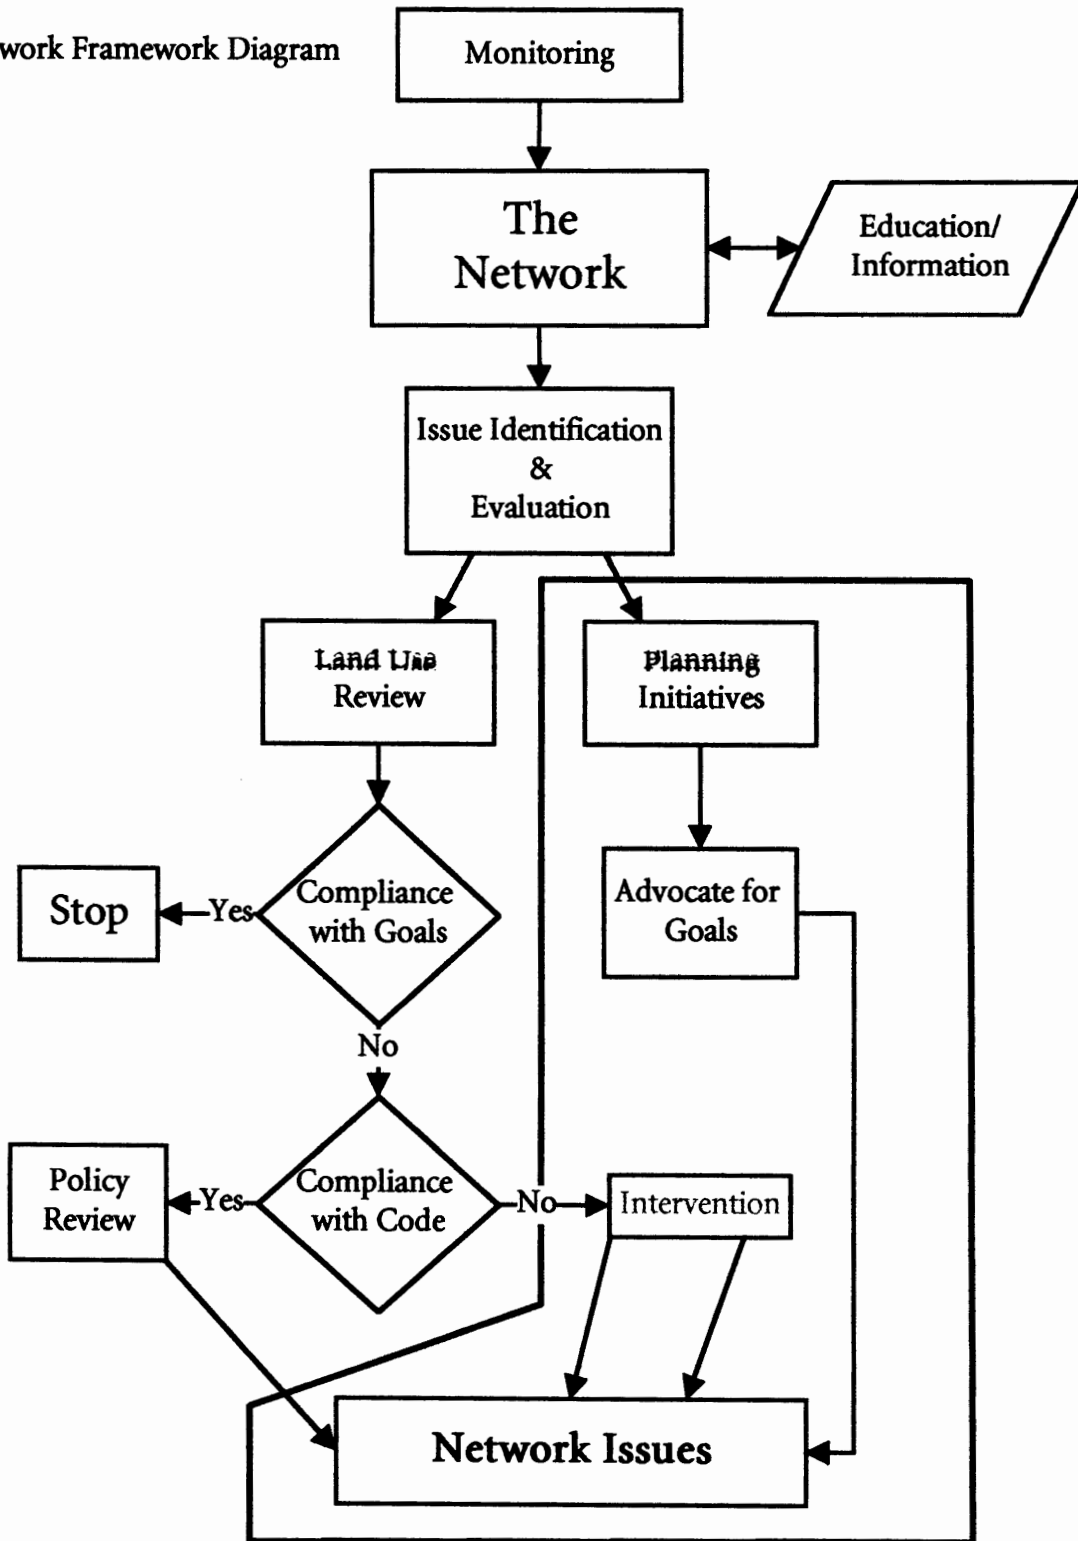 work Framework Diagram
Monitoring
The
Network
Education/
Information
Issue Identification
&
Evaluation
Land Use
Review
Planning
Initiatives
Compliance
with Goals
Yes
Stop
Advocate for
Goals
No
Compliance
with Code
Yes
Policy
Review
No
Intervention
Network Issues